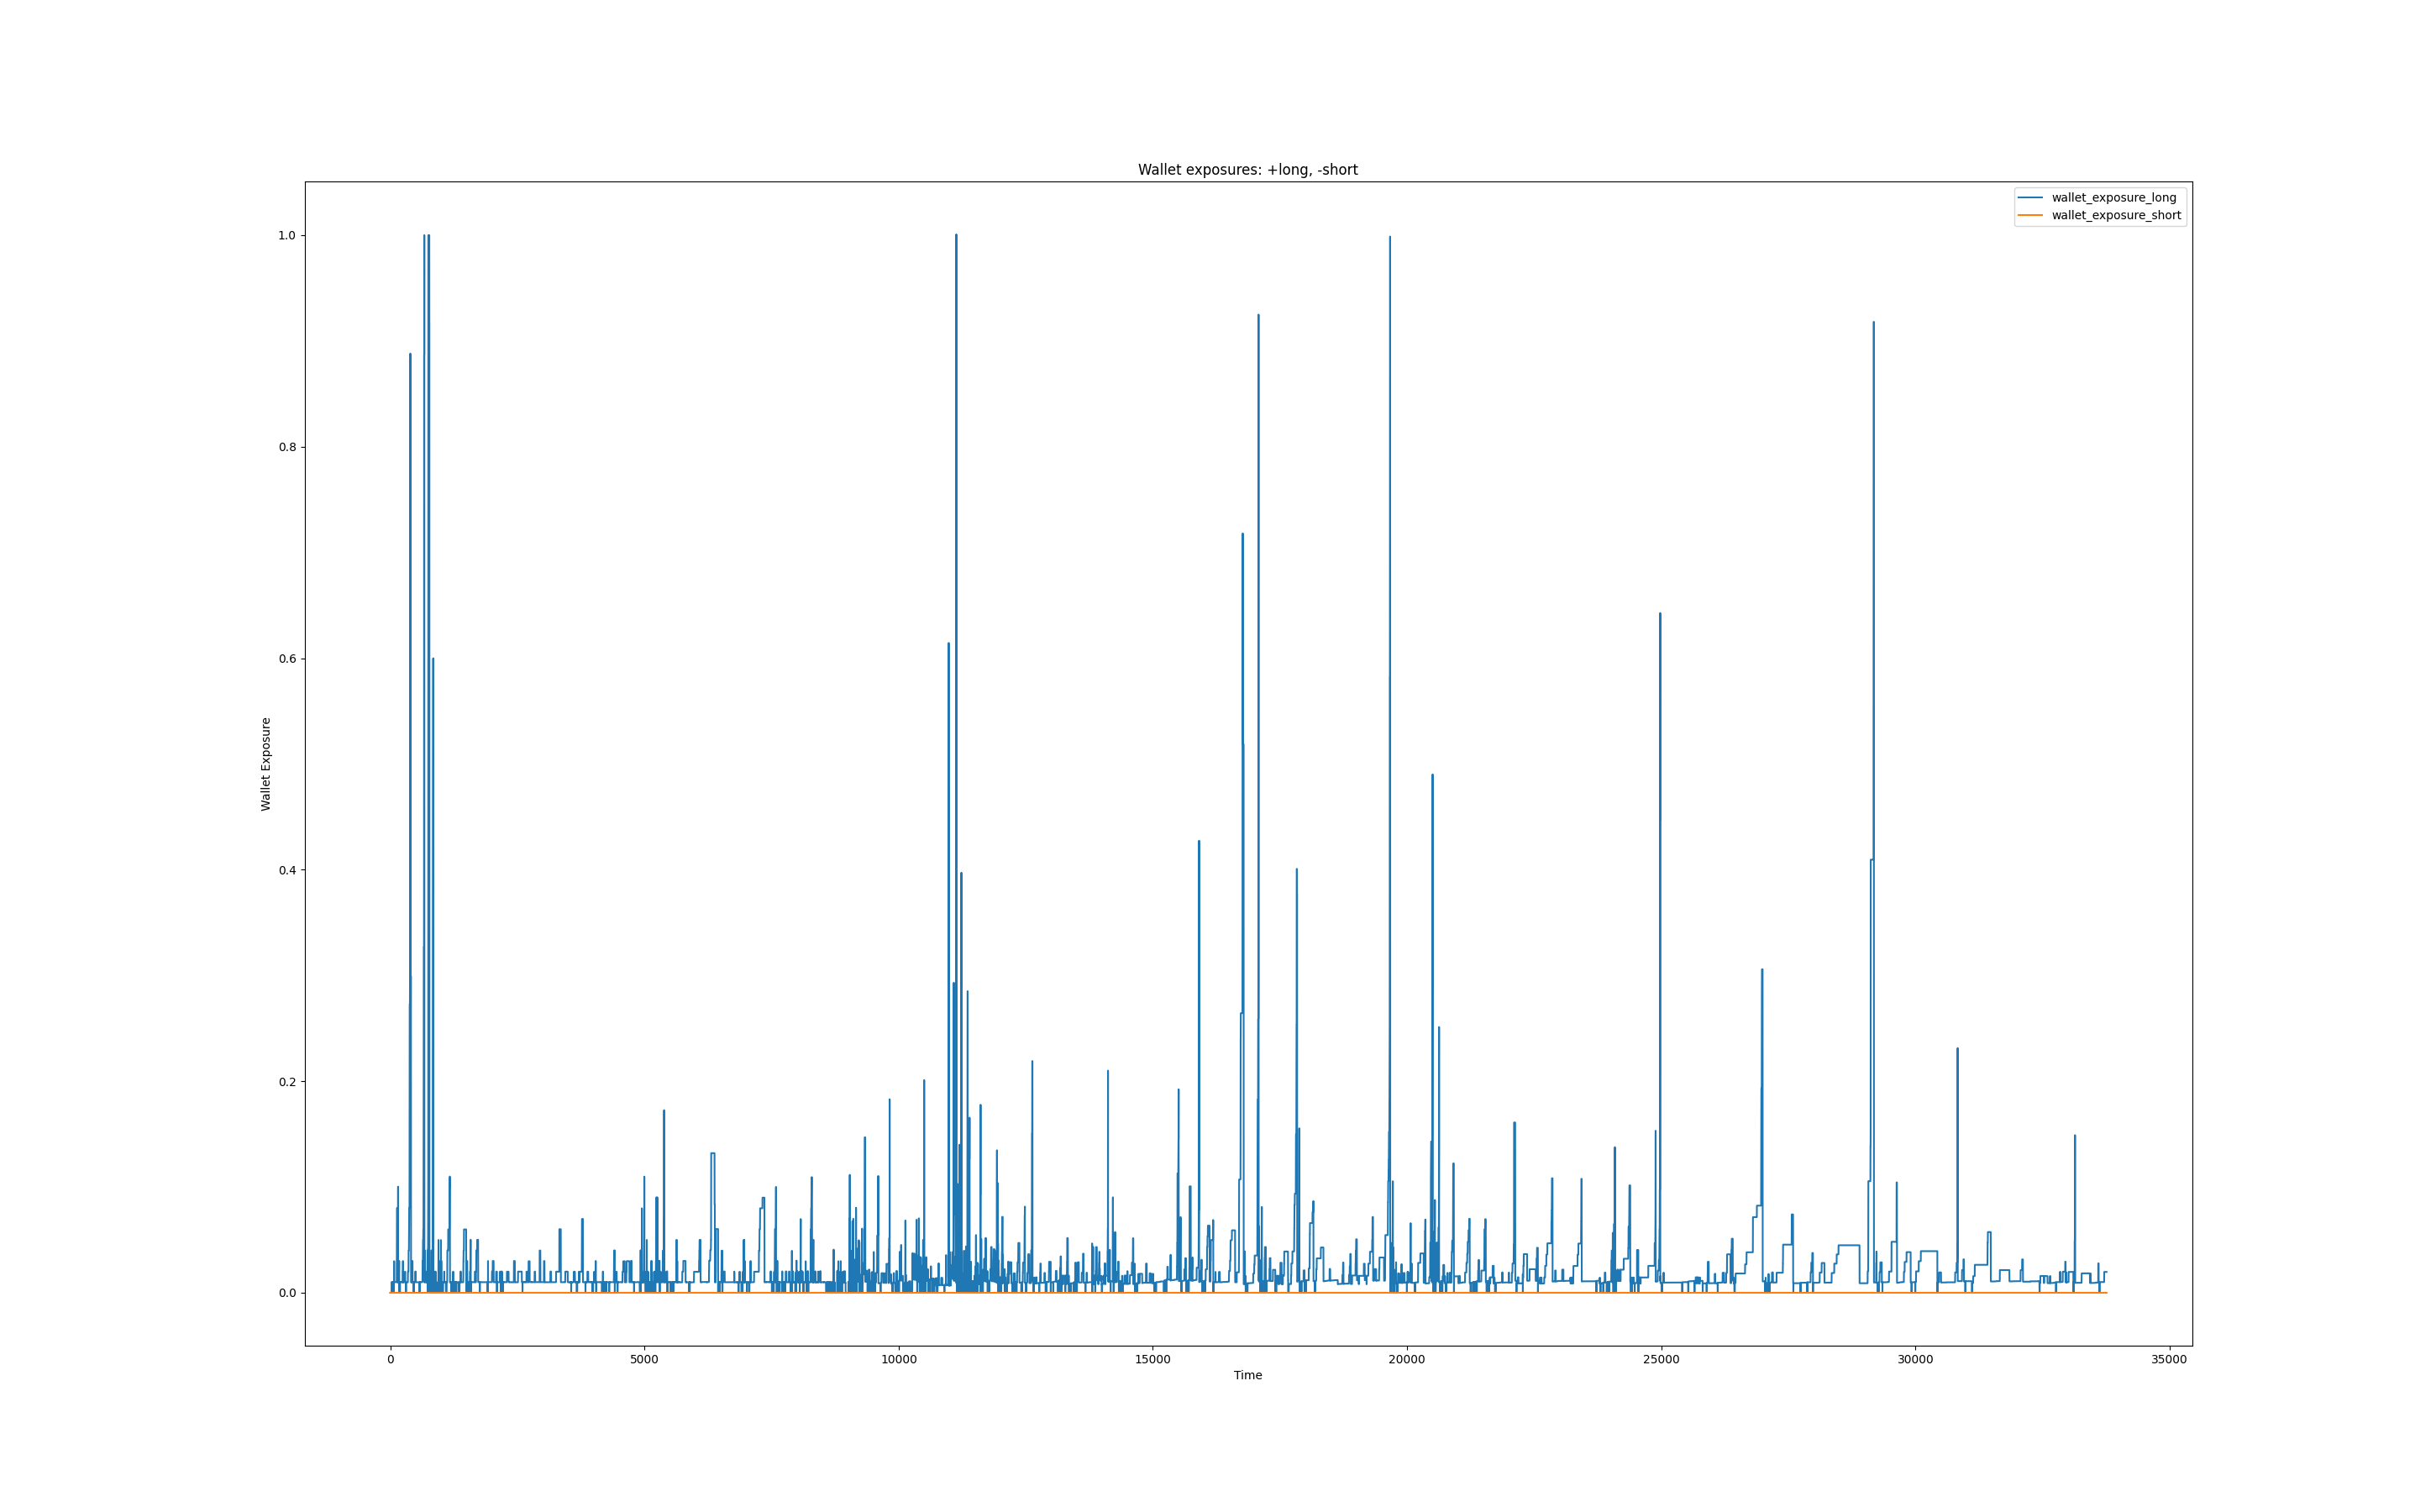 Wallet exposures: +long, -short
wallet_exposure_long
wallet_exposure_short
1.0
0.8
0.6
0.4
0.2
0.0
Wallet Exposure
0 5000 10000 15000 20000 25000 30000 35000
Time